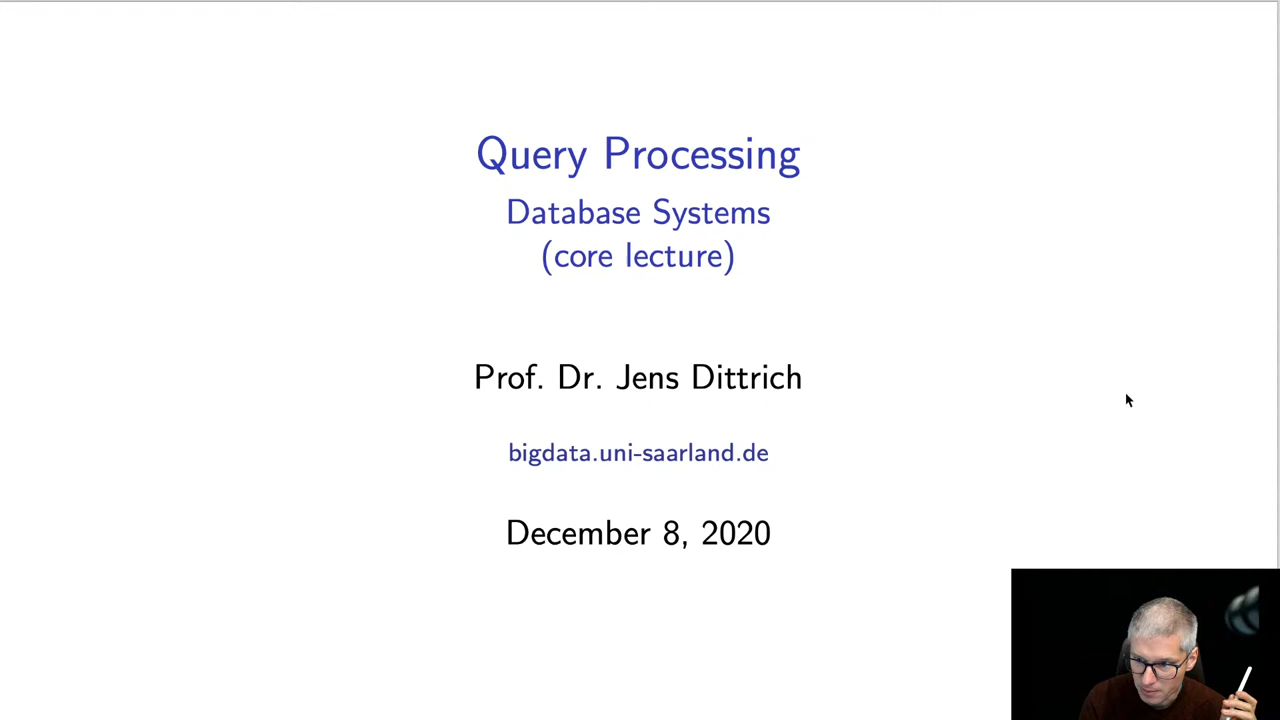 Query Processing
Database Systems
(core lecture)
Prof. Dr. Jens Dittrich
bigdata.uni-saarland.de
December 8, 2020